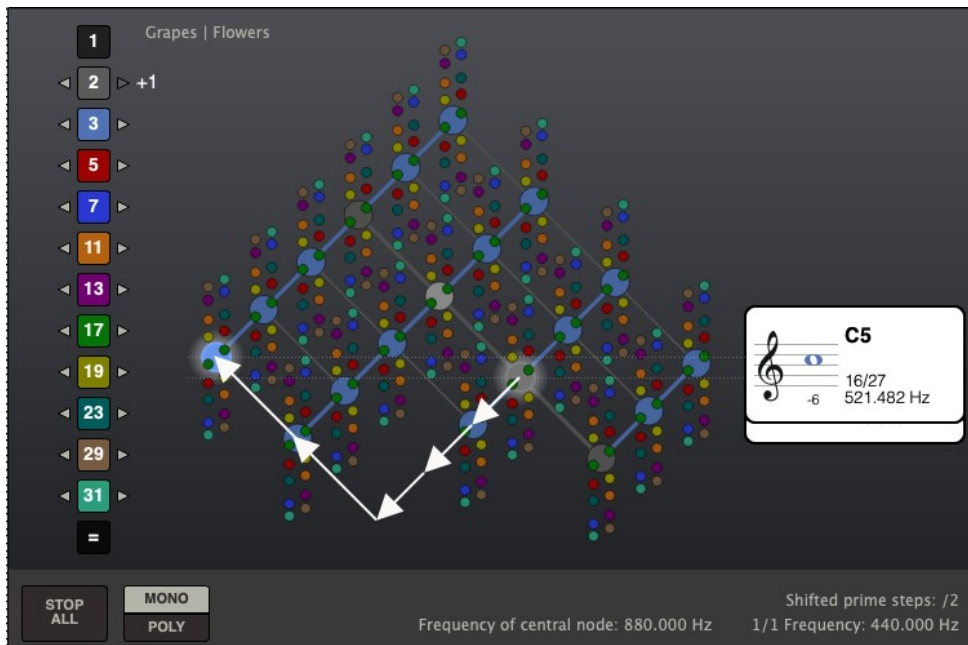 Grapes | Flowers
1
2 +1
3
5
7
11
13
17
19
23
29
31
=
C5
16/27
-6 521.482 Hz
STOP
ALL
MONO
POLY
Shifted prime steps: /2
Frequency of central node: 880.000 Hz 1/1 Frequency: 440.000 Hz